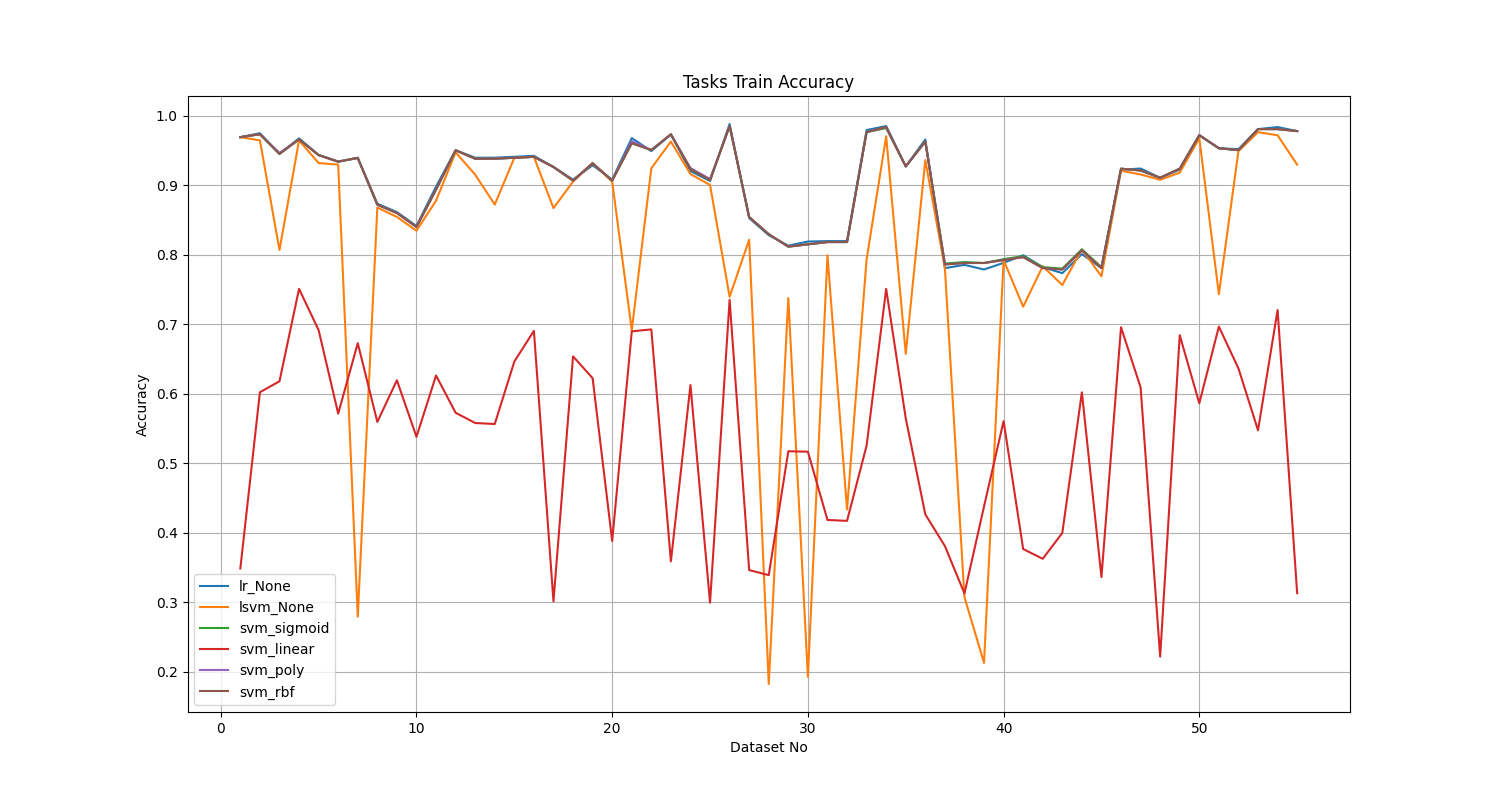 Tasks Train Accuracy
Accuracy
1.0
0.9
0.8
0.7
0.6
0.5
0.4
0.3
0.2
lr_None
lsvm_None
svm_sigmoid
svm_linear
svm_poly
svm_rbf
0 10 20 30 40 50
Dataset No